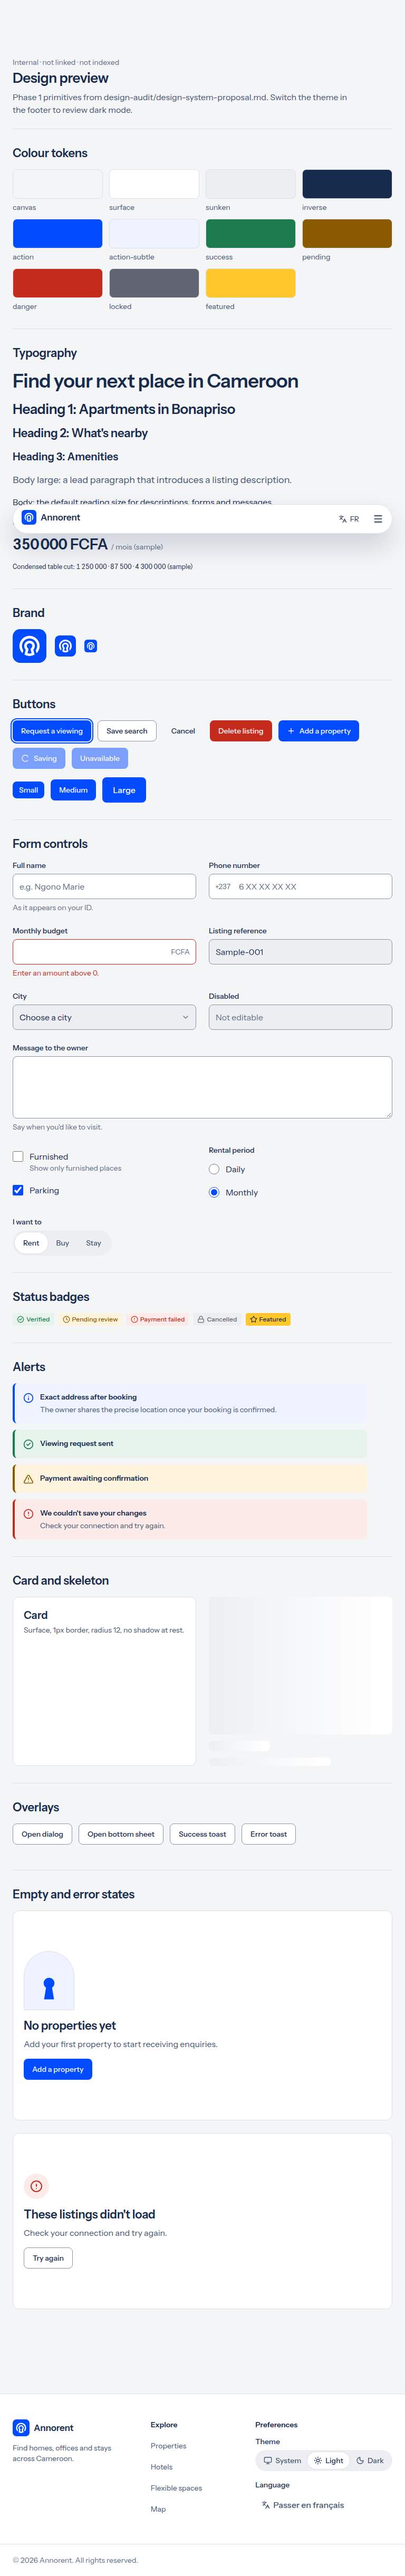 Internal · not linked · not indexed
Design preview
Phase 1 primitives from design-audit/design-system-proposal.md. Switch the theme in
the footer to review dark mode.
Colour tokens
canvas
surface
sunken
inverse
action
action-subtle
success
pending
danger
locked
featured
Typography
Find your next place in Cameroon
Heading 1: Apartments in Bonapriso
Heading 2: What's nearby
Heading 3: Amenities
Body large: a lead paragraph that introduces a listing description.
Body: the default reading size for descriptions, forms and messages.
Annorent
FR
350 000 FCFA / mois (sample)
Condensed table cut: 1 250 000 · 87 500 · 4 300 000 (sample)
Brand
Buttons
Request a viewing
Save search
Cancel
Delete listing
Add a property
Saving
Unavailable
Small
Medium
Large
Form controls
Full name
Phone number
e.g. Ngono Marie
+237 6 XX XX XX XX
As it appears on your ID.
Monthly budget
Listing reference
FCFA
Sample-001
Enter an amount above 0.
City
Disabled
Choose a city
Not editable
Message to the owner
Say when you'd like to visit.
Furnished
Show only furnished places
Parking
Rental period
Daily
Monthly
I want to
Rent
Buy
Stay
Status badges
Verified
Pending review
Payment failed
Cancelled
Featured
Alerts
Exact address after booking
The owner shares the precise location once your booking is confirmed.
Viewing request sent
Payment awaiting confirmation
We couldn't save your changes
Check your connection and try again.
Card and skeleton
Card
Surface, 1px border, radius 12, no shadow at rest.
Overlays
Open dialog
Open bottom sheet
Success toast
Error toast
Empty and error states
No properties yet
Add your first property to start receiving enquiries.
Add a property
These listings didn't load
Check your connection and try again.
Try again
Annorent
Find homes, offices and stays
across Cameroon.
Explore
Properties
Hotels
Flexible spaces
Map
Preferences
Theme
System
Light
Dark
Language
Passer en français
© 2026 Annorent. All rights reserved.